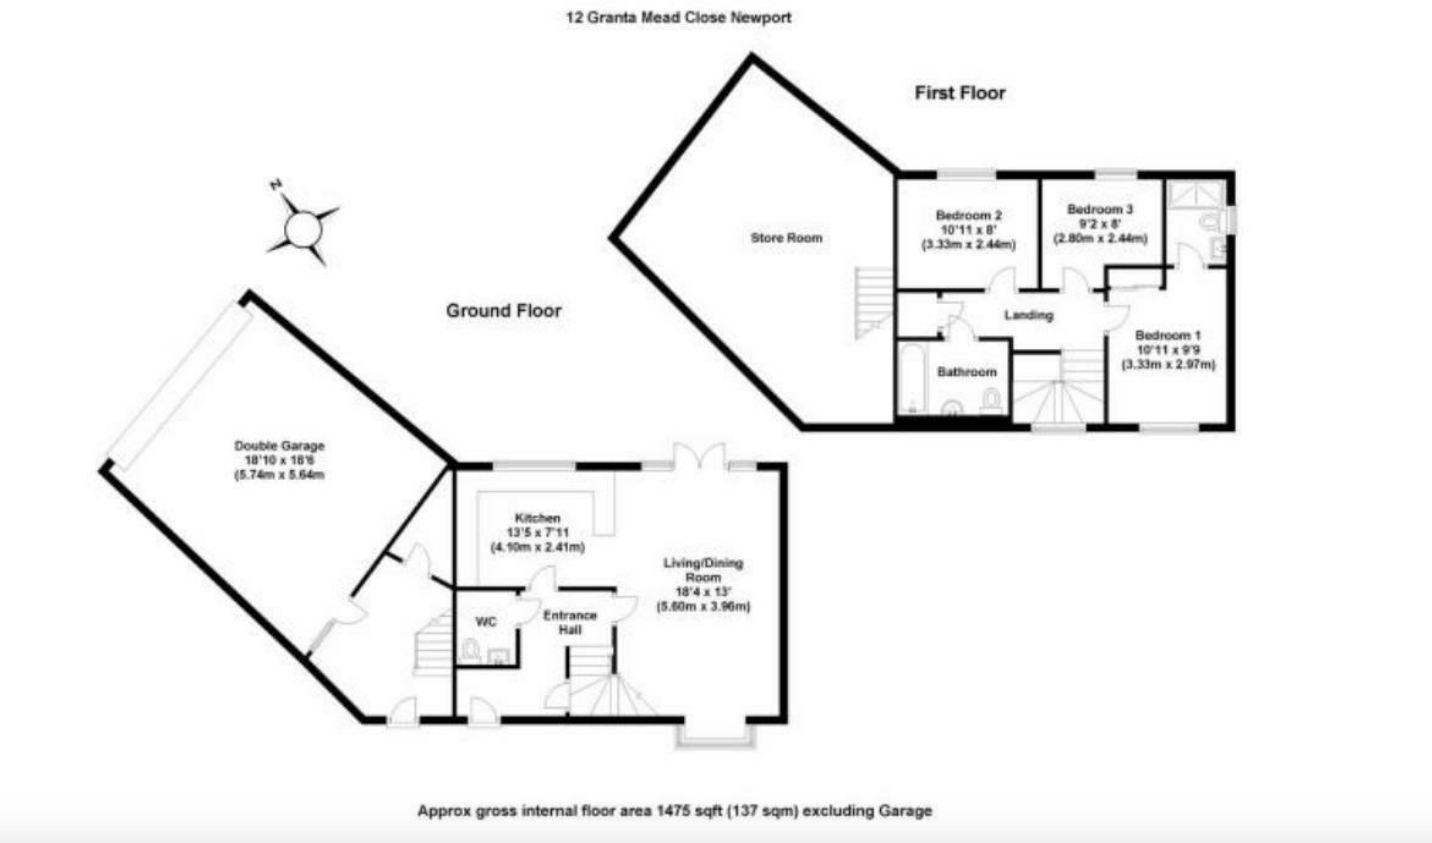 12 Granta Mead Close Newport
First Floor
Bedroom 2
10'11 x 8'
(3.33m x 2.44m)
Bedroom 3
9'2 x 8'
(2.80m x 2.44m)
Store Room
Landing
Bedroom 1
10'11 x 9'9
(3.33m x 2.97m)
Bathroom
N
Ground Floor
Double Garage
18'10 x 18'6
(5.74m x 5.64m
Kitchen
13'5 x 7'11
(4.10m x 2.41m)
Living/Dining
Room
18'4 x 13'
(5.60m x 3.96m)
WC
Entrance
Hall
Approx gross internal floor area 1475 sqft (137 sqm) excluding Garage